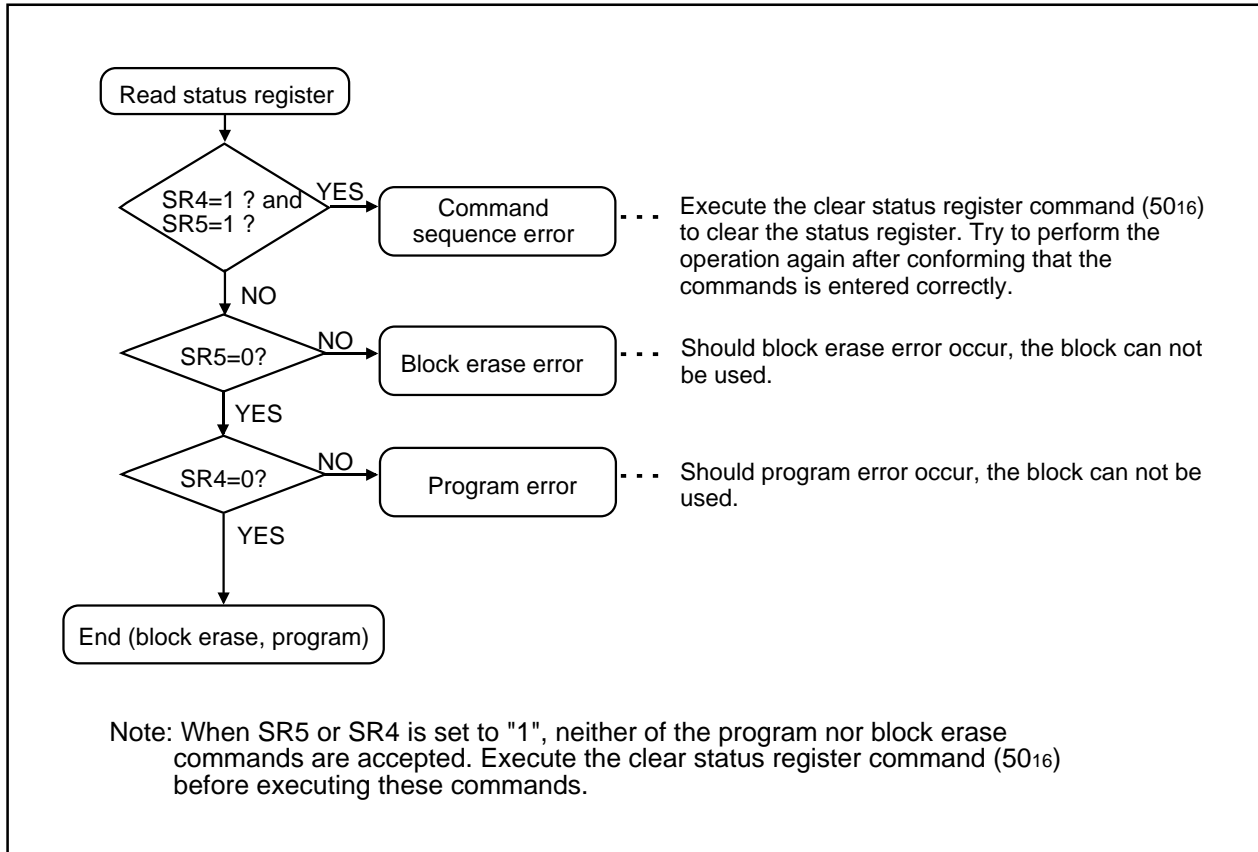 Read status register
SR4=1 ? and
SR5=1 ?
YES
Command
sequence error
Execute the clear status register command (5016)
to clear the status register. Try to perform the
operation again after conforming that the
commands is entered correctly.
NO
SR5=0?
NO
Block erase error
Should block erase error occur, the block can not
be used.
YES
SR4=0?
NO
Program error
Should program error occur, the block can not be
used.
YES
End (block erase, program)
Note: When SR5 or SR4 is set to "1", neither of the program nor block erase
commands are accepted. Execute the clear status register command (5016)
before executing these commands.